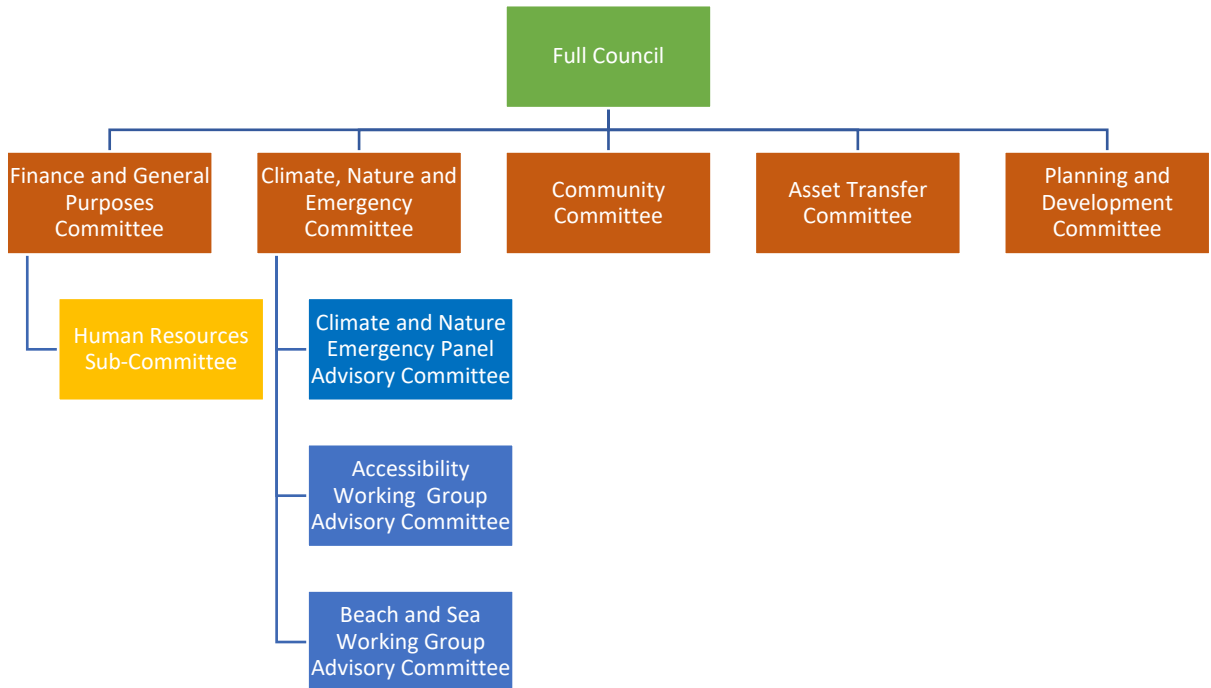 Full Council
Finance and General
Purposes
Committee
Climate, Nature and
Emergency
Committee
Community
Committee
Asset Transfer
Committee
Planning and
Development
Committee
Human Resources
Sub-Committee
Climate and Nature
Emergency Panel
Advisory Committee
Accessibility
Working  Group
Advisory Committee
Beach and Sea
Working Group
Advisory Committee